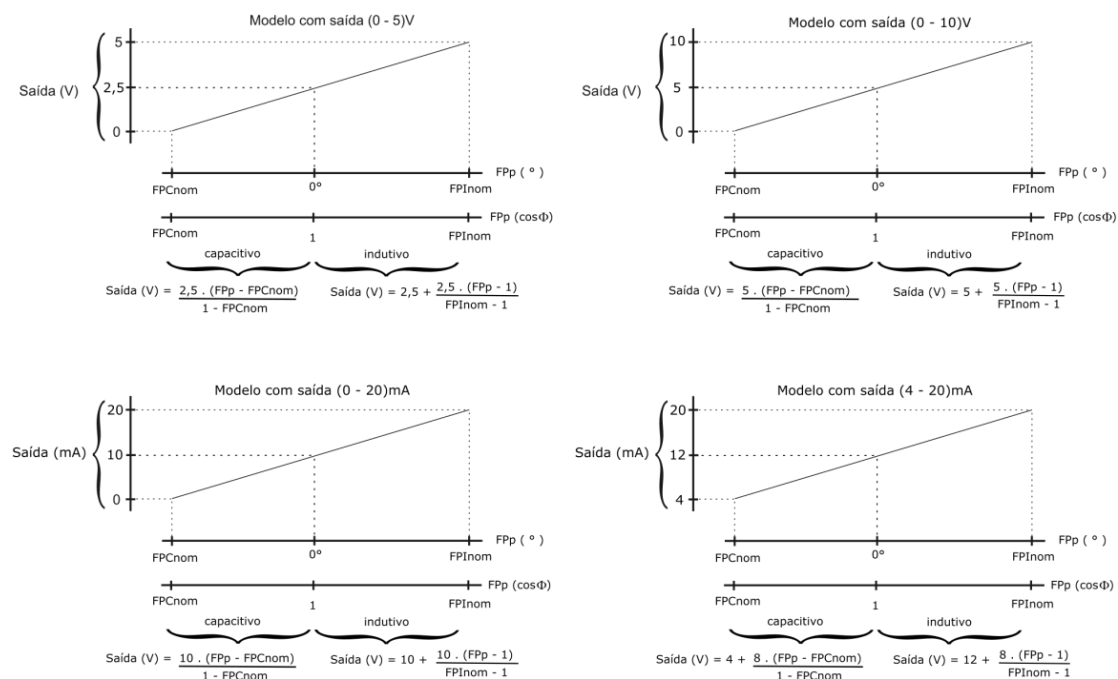 Modelo com saída (0 - 5)V
5
Saída (V)
2,5
0
FPp ( ° )
FPCnom
0°
FPInom
FPp (cosΦ)
FPCnom
1
FPInom
capacitivo
indutivo
Saída (V) = 2,5 . (FPp - FPCnom)
1 - FPCnom
Saída (V) = 2,5 + 2,5 . (FPp - 1)
FPInom - 1
Modelo com saída (0 - 10)V
10
Saída (V)
5
0
FPp ( ° )
FPCnom
0°
FPInom
FPp (cosΦ)
FPCnom
1
FPInom
capacitivo
indutivo
Saída (V) = 5 . (FPp - FPCnom)
1 - FPCnom
Saída (V) = 5 + 5 . (FPp - 1)
FPInom - 1
Modelo com saída (0 - 20)mA
20
Saída (mA)
10
0
FPp ( ° )
FPCnom
0°
FPInom
FPp (cosΦ)
FPCnom
1
FPInom
capacitivo
indutivo
Saída (V) = 10 . (FPp - FPCnom)
1 - FPCnom
Saída (V) = 10 + 10 . (FPp - 1)
FPInom - 1
Modelo com saída (4 - 20)mA
20
Saída (mA)
12
4
FPp ( ° )
FPCnom
0°
FPInom
FPp (cosΦ)
FPCnom
1
FPInom
capacitivo
indutivo
Saída (V) = 4 + 8 . (FPp - FPCnom)
1 - FPCnom
Saída (V) = 12 + 8 . (FPp - 1)
FPInom - 1